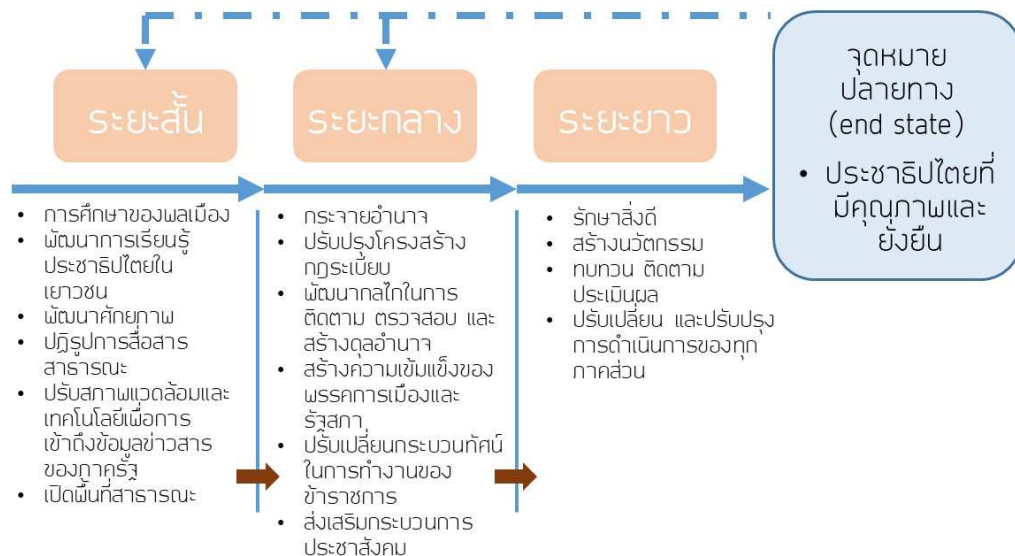 ระยะสั้น
ระยะกลาง
ระยะยาว
จุดหมาย
ปลายทาง
(end state)
• ประชาธิปไตยที่
มีคุณภาพและ
ยั่งยืน
• การศึกษาของพลเมือง
• พัฒนาการเรียนรู้
ประชาธิปไตยใน
เยาวชน
• พัฒนาศักยภาพ
• ปฏิรูปการสื่อสาร
สาธารณะ
• ปรับสภาพแวดล้อมและ
เทคโนโลยีเพื่อการ
เข้าถึงข้อมูลข่าวสาร
ของภาครัฐ
• เปิดพื้นที่สาธารณะ
• กระจายอำนาจ
• ปรับปรุงโครงสร้าง
กฎระเบียบ
• พัฒนากลไกในการ
ติดตาม ตรวจสอบ และ
สร้างดุลอำนาจ
• สร้างความเข้มแข็งของ
พรรคการเมืองและ
รัฐสภา
• ปรับเปลี่ยนกระบวนทัศน์
ในการทำงานของ
ข้าราชการ
• ส่งเสริมกระบวนการ
ประชาสังคม
• รักษาสิ่งดี
• สร้างนวัตกรรม
• ทบทวน ติดตาม
ประเมินผล
• ปรับเปลี่ยน และปรับปรุง
การดำเนินการของทุก
ภาคส่วน